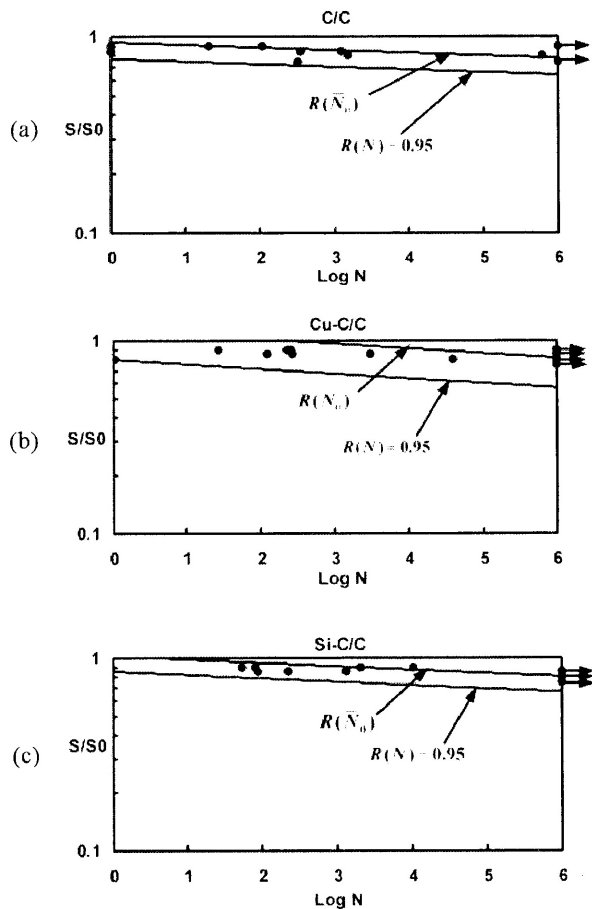 C/C
1
R(N̄₀)
(a)
S/S0
R(N) = 0.95
0.1
0 1 2 3 4 5 6
Log N
Cu-C/C
1
R(N₀)
(b)
S/S0
R(N) = 0.95
0.1
0 1 2 3 4 5 6
Log N
Si-C/C
1
R(N̄₀)
(c)
S/S0
R(N) = 0.95
0.1
0 1 2 3 4 5 6
Log N